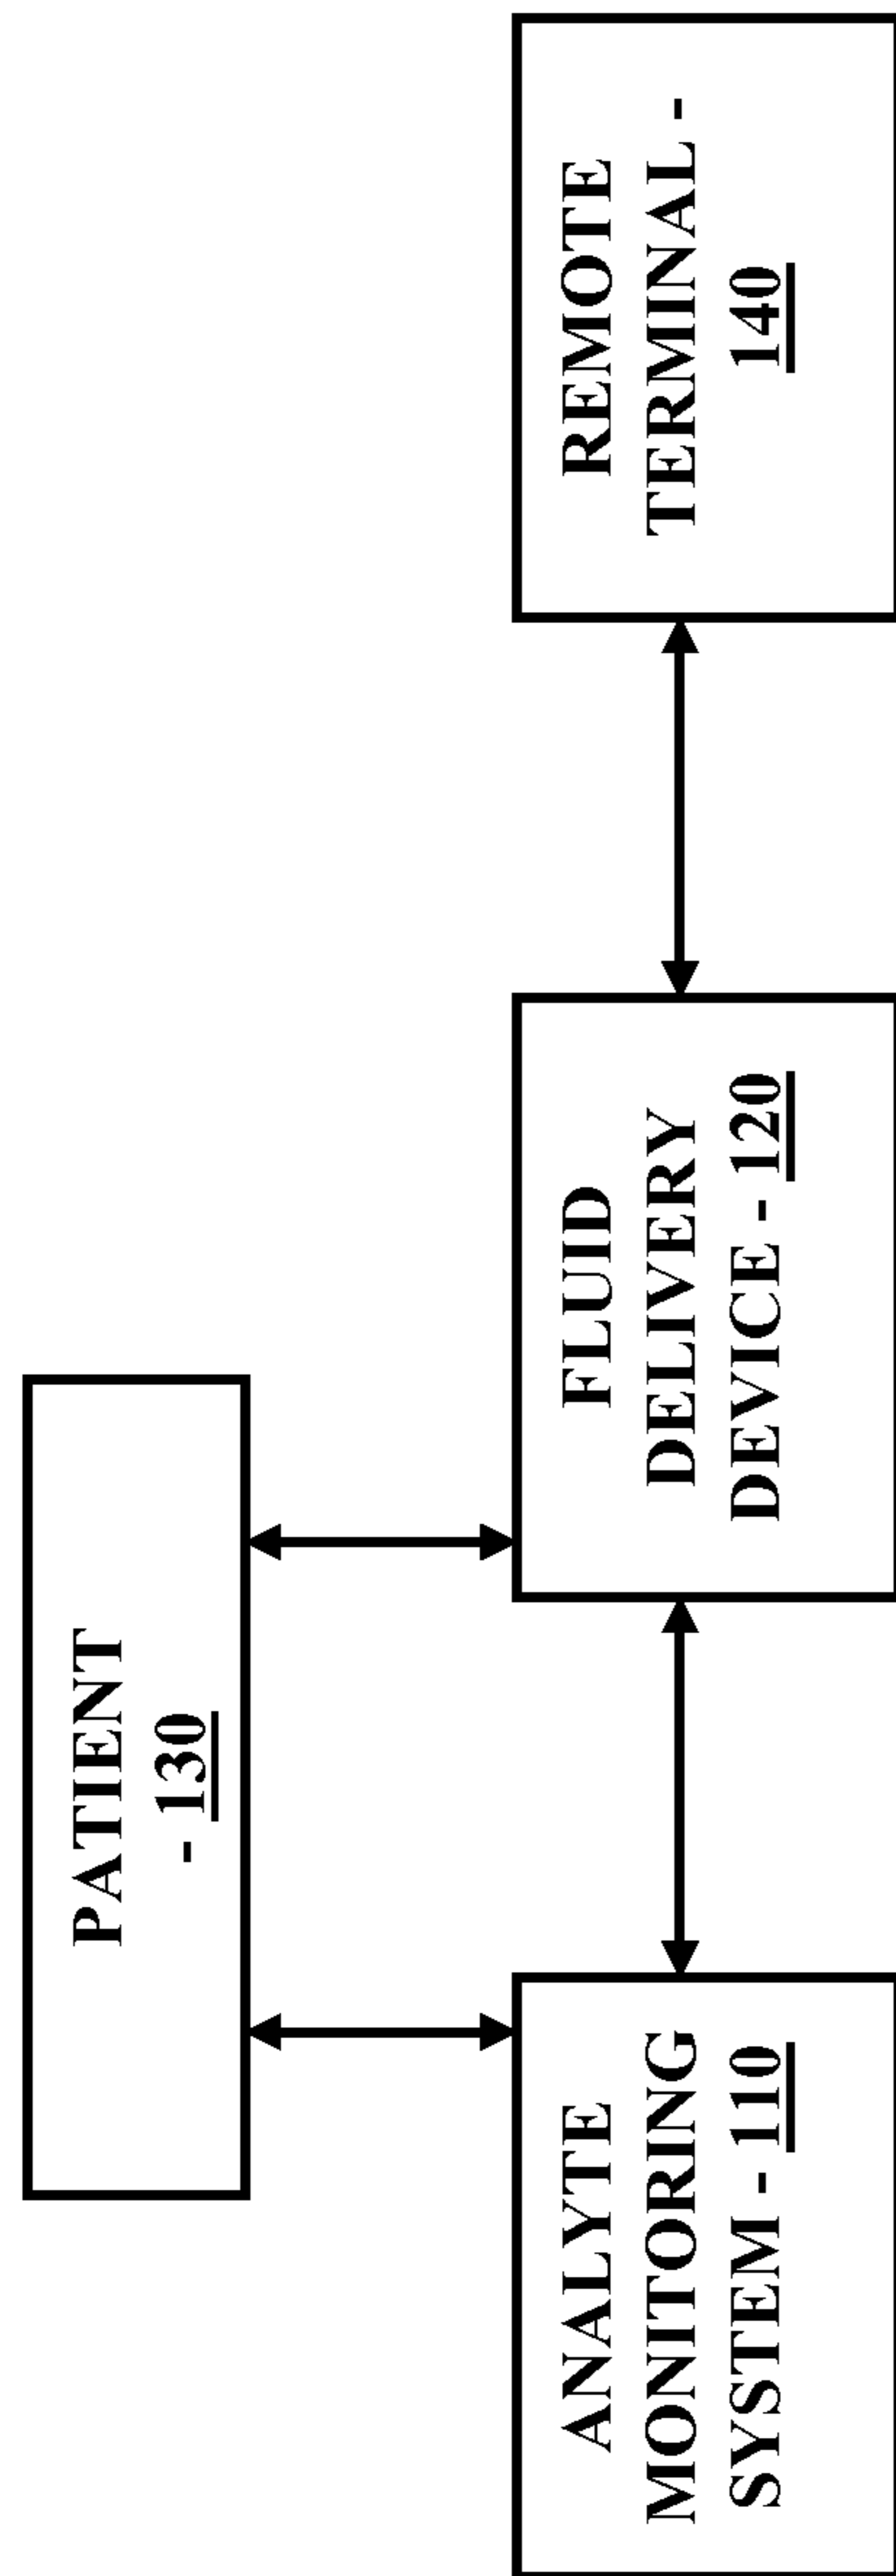 PATIENT
- 130
ANALYTE
MONITORING
SYSTEM - 110
FLUID
DELIVERY
DEVICE - 120
REMOTE
TERMINAL -
140